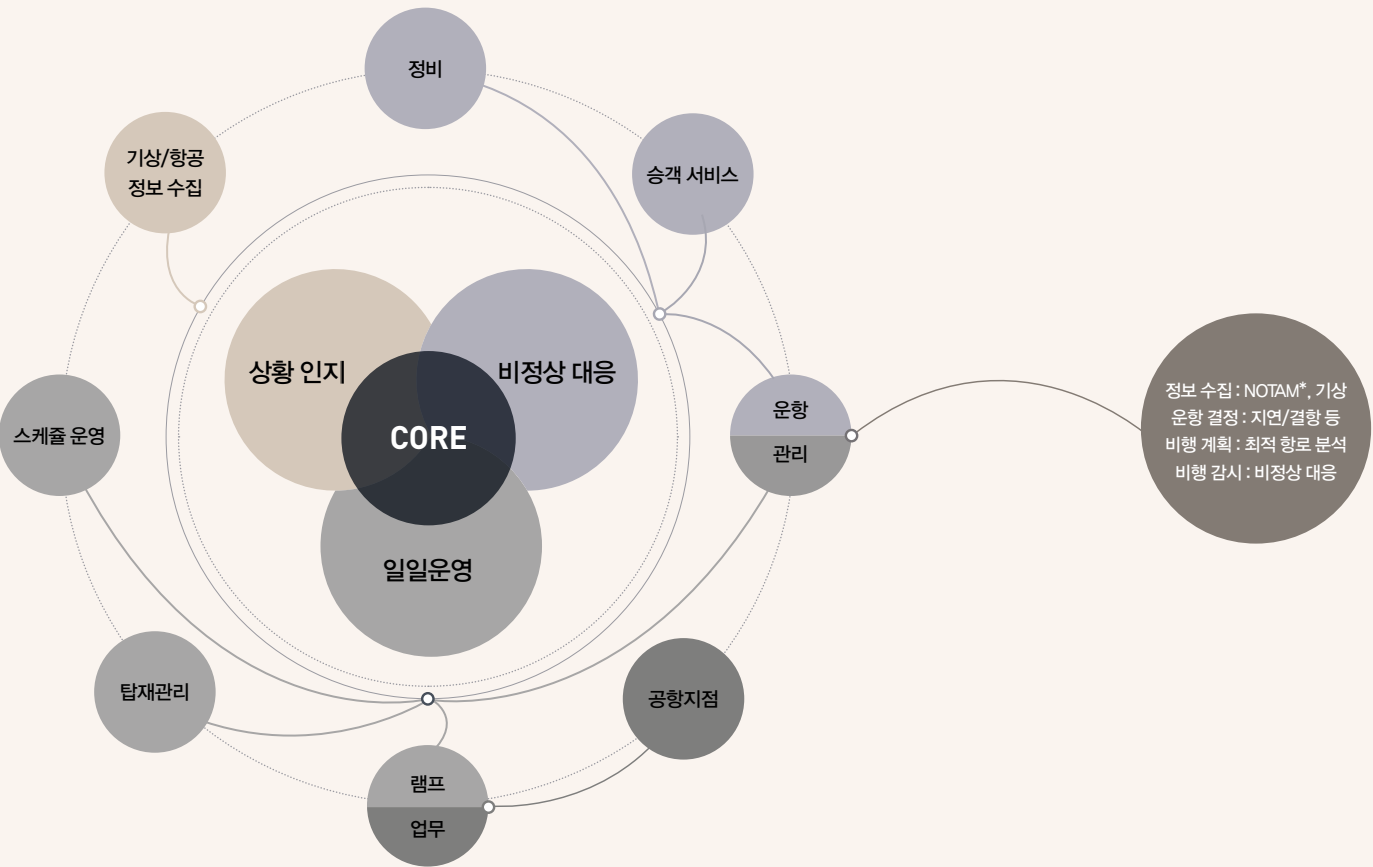 정비
기상/항공
정보 수집
승객 서비스
상황 인지
비정상 대응
CORE
일일운영
스케쥴 운영
운항
관리
정보 수집 : NOTAM*, 기상
운항 결정 : 지연/결항 등
비행 계획 : 최적 항로 분석
비행 감시 : 비정상 대응
탑재관리
공항지점
램프
업무